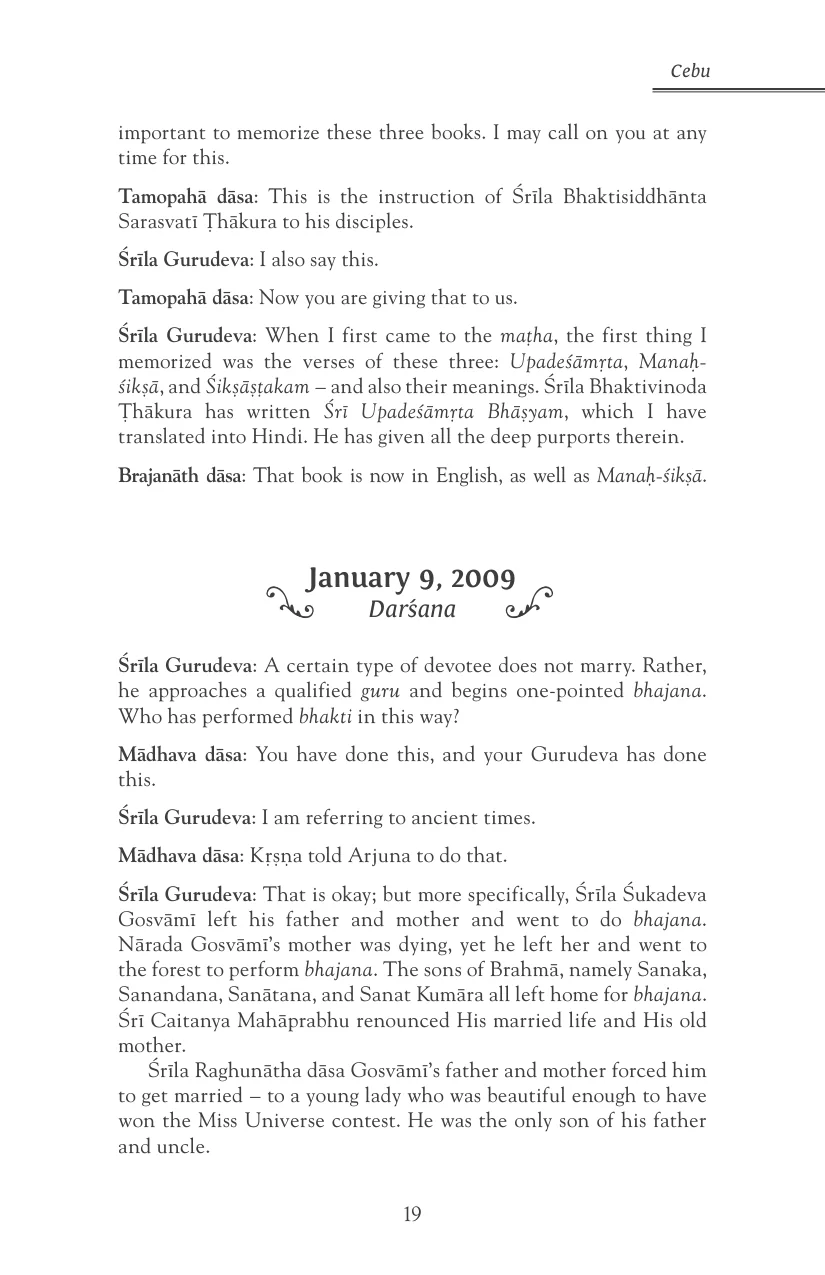 Cebu
important to memorize these three books. I may call on you at any
time for this.
Tamopahā dāsa: This is the instruction of Śrīla Bhaktisiddhānta
Sarasvatī Ṭhākura to his disciples.
Śrīla Gurudeva: I also say this.
Tamopahā dāsa: Now you are giving that to us.
Śrīla Gurudeva: When I first came to the maṭha, the first thing I
memorized was the verses of these three: Upadeśāmṛta, Manaḥ-
śikṣā, and Śikṣāṣṭakam – and also their meanings. Śrīla Bhaktivinoda
Ṭhākura has written Śrī Upadeśāmṛta Bhāṣyam, which I have
translated into Hindi. He has given all the deep purports therein.
Brajanāth dāsa: That book is now in English, as well as Manaḥ-śikṣā.
January 9, 2009
Darśana
Śrīla Gurudeva: A certain type of devotee does not marry. Rather,
he approaches a qualified guru and begins one-pointed bhajana.
Who has performed bhakti in this way?
Mādhava dāsa: You have done this, and your Gurudeva has done
this.
Śrīla Gurudeva: I am referring to ancient times.
Mādhava dāsa: Kṛṣṇa told Arjuna to do that.
Śrīla Gurudeva: That is okay; but more specifically, Śrīla Śukadeva
Gosvāmī left his father and mother and went to do bhajana.
Nārada Gosvāmī’s mother was dying, yet he left her and went to
the forest to perform bhajana. The sons of Brahmā, namely Sanaka,
Sanandana, Sanātana, and Sanat Kumāra all left home for bhajana.
Śrī Caitanya Mahāprabhu renounced His married life and His old
mother.
Śrīla Raghunātha dāsa Gosvāmī’s father and mother forced him
to get married – to a young lady who was beautiful enough to have
won the Miss Universe contest. He was the only son of his father
and uncle.
19